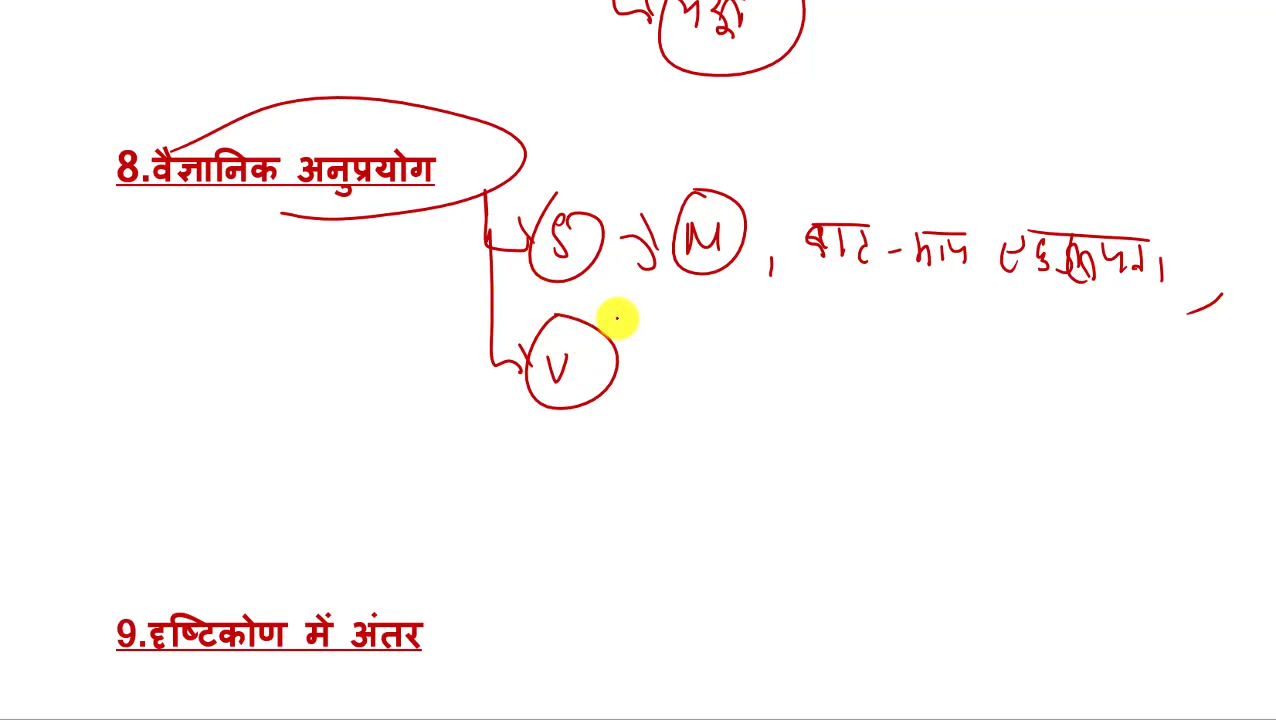 8.वैज्ञानिक अनुप्रयोग
S M , बाट - माप
V
9.दृष्टिकोण में अंतर